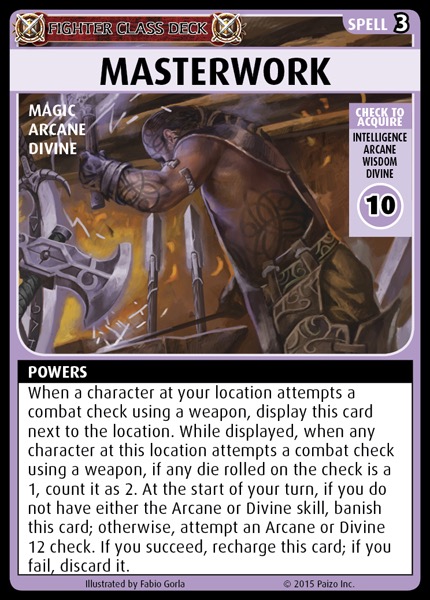 FIGHTER CLASS DECK
SPELL 3
MASTERWORK
MAGIC
ARCANE
DIVINE
CHECK TO
ACQUIRE
INTELLIGENCE
ARCANE
WISDOM
DIVINE
10
POWERS
When a character at your location attempts a
combat check using a weapon, display this card
next to the location. While displayed, when any
character at this location attempts a combat check
using a weapon, if any die rolled on the check is a
1, count it as 2. At the start of your turn, if you do
not have either the Arcane or Divine skill, banish
this card; otherwise, attempt an Arcane or Divine
12 check. If you succeed, recharge this card; if you
fail, discard it.
Illustrated by Fabio Gorla
© 2015 Paizo Inc.